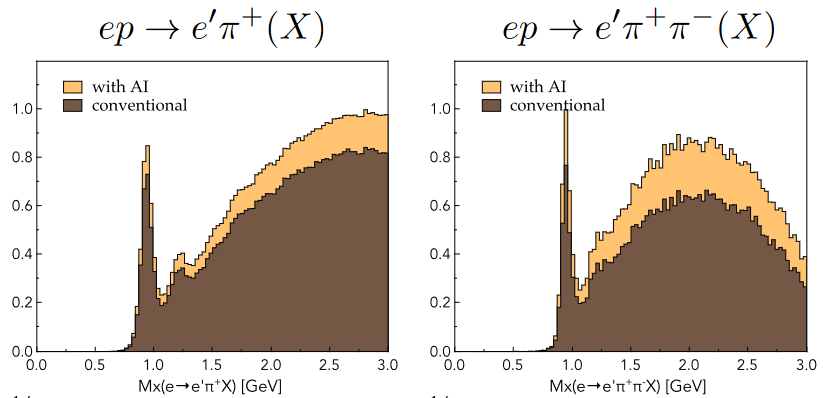 ep → e′π⁺(X)
with AI
conventional
1.0
0.8
0.6
0.4
0.2
0.0
0.0 0.5 1.0 1.5 2.0 2.5 3.0
Mx(e→e'π⁺X) [GeV]
ep → e′π⁺π⁻(X)
with AI
conventional
1.0
0.8
0.6
0.4
0.2
0.0
0.0 0.5 1.0 1.5 2.0 2.5 3.0
Mx(e→e'π⁺π⁻X) [GeV]